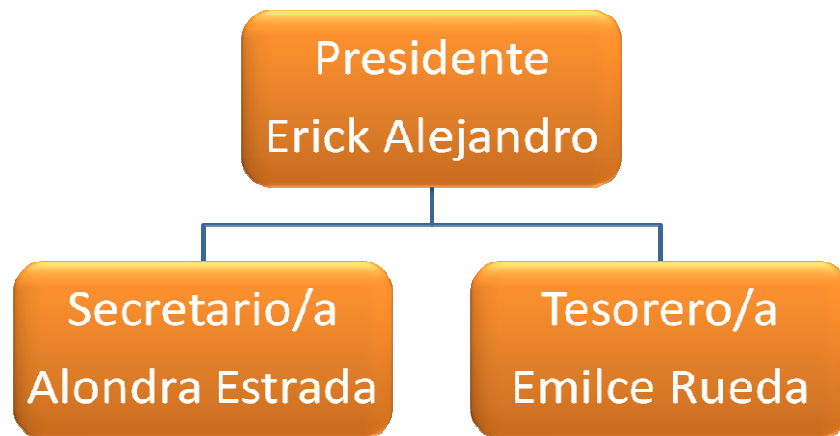 Presidente
Erick Alejandro
Secretario/a
Alondra Estrada
Tesorero/a
Emilce Rueda